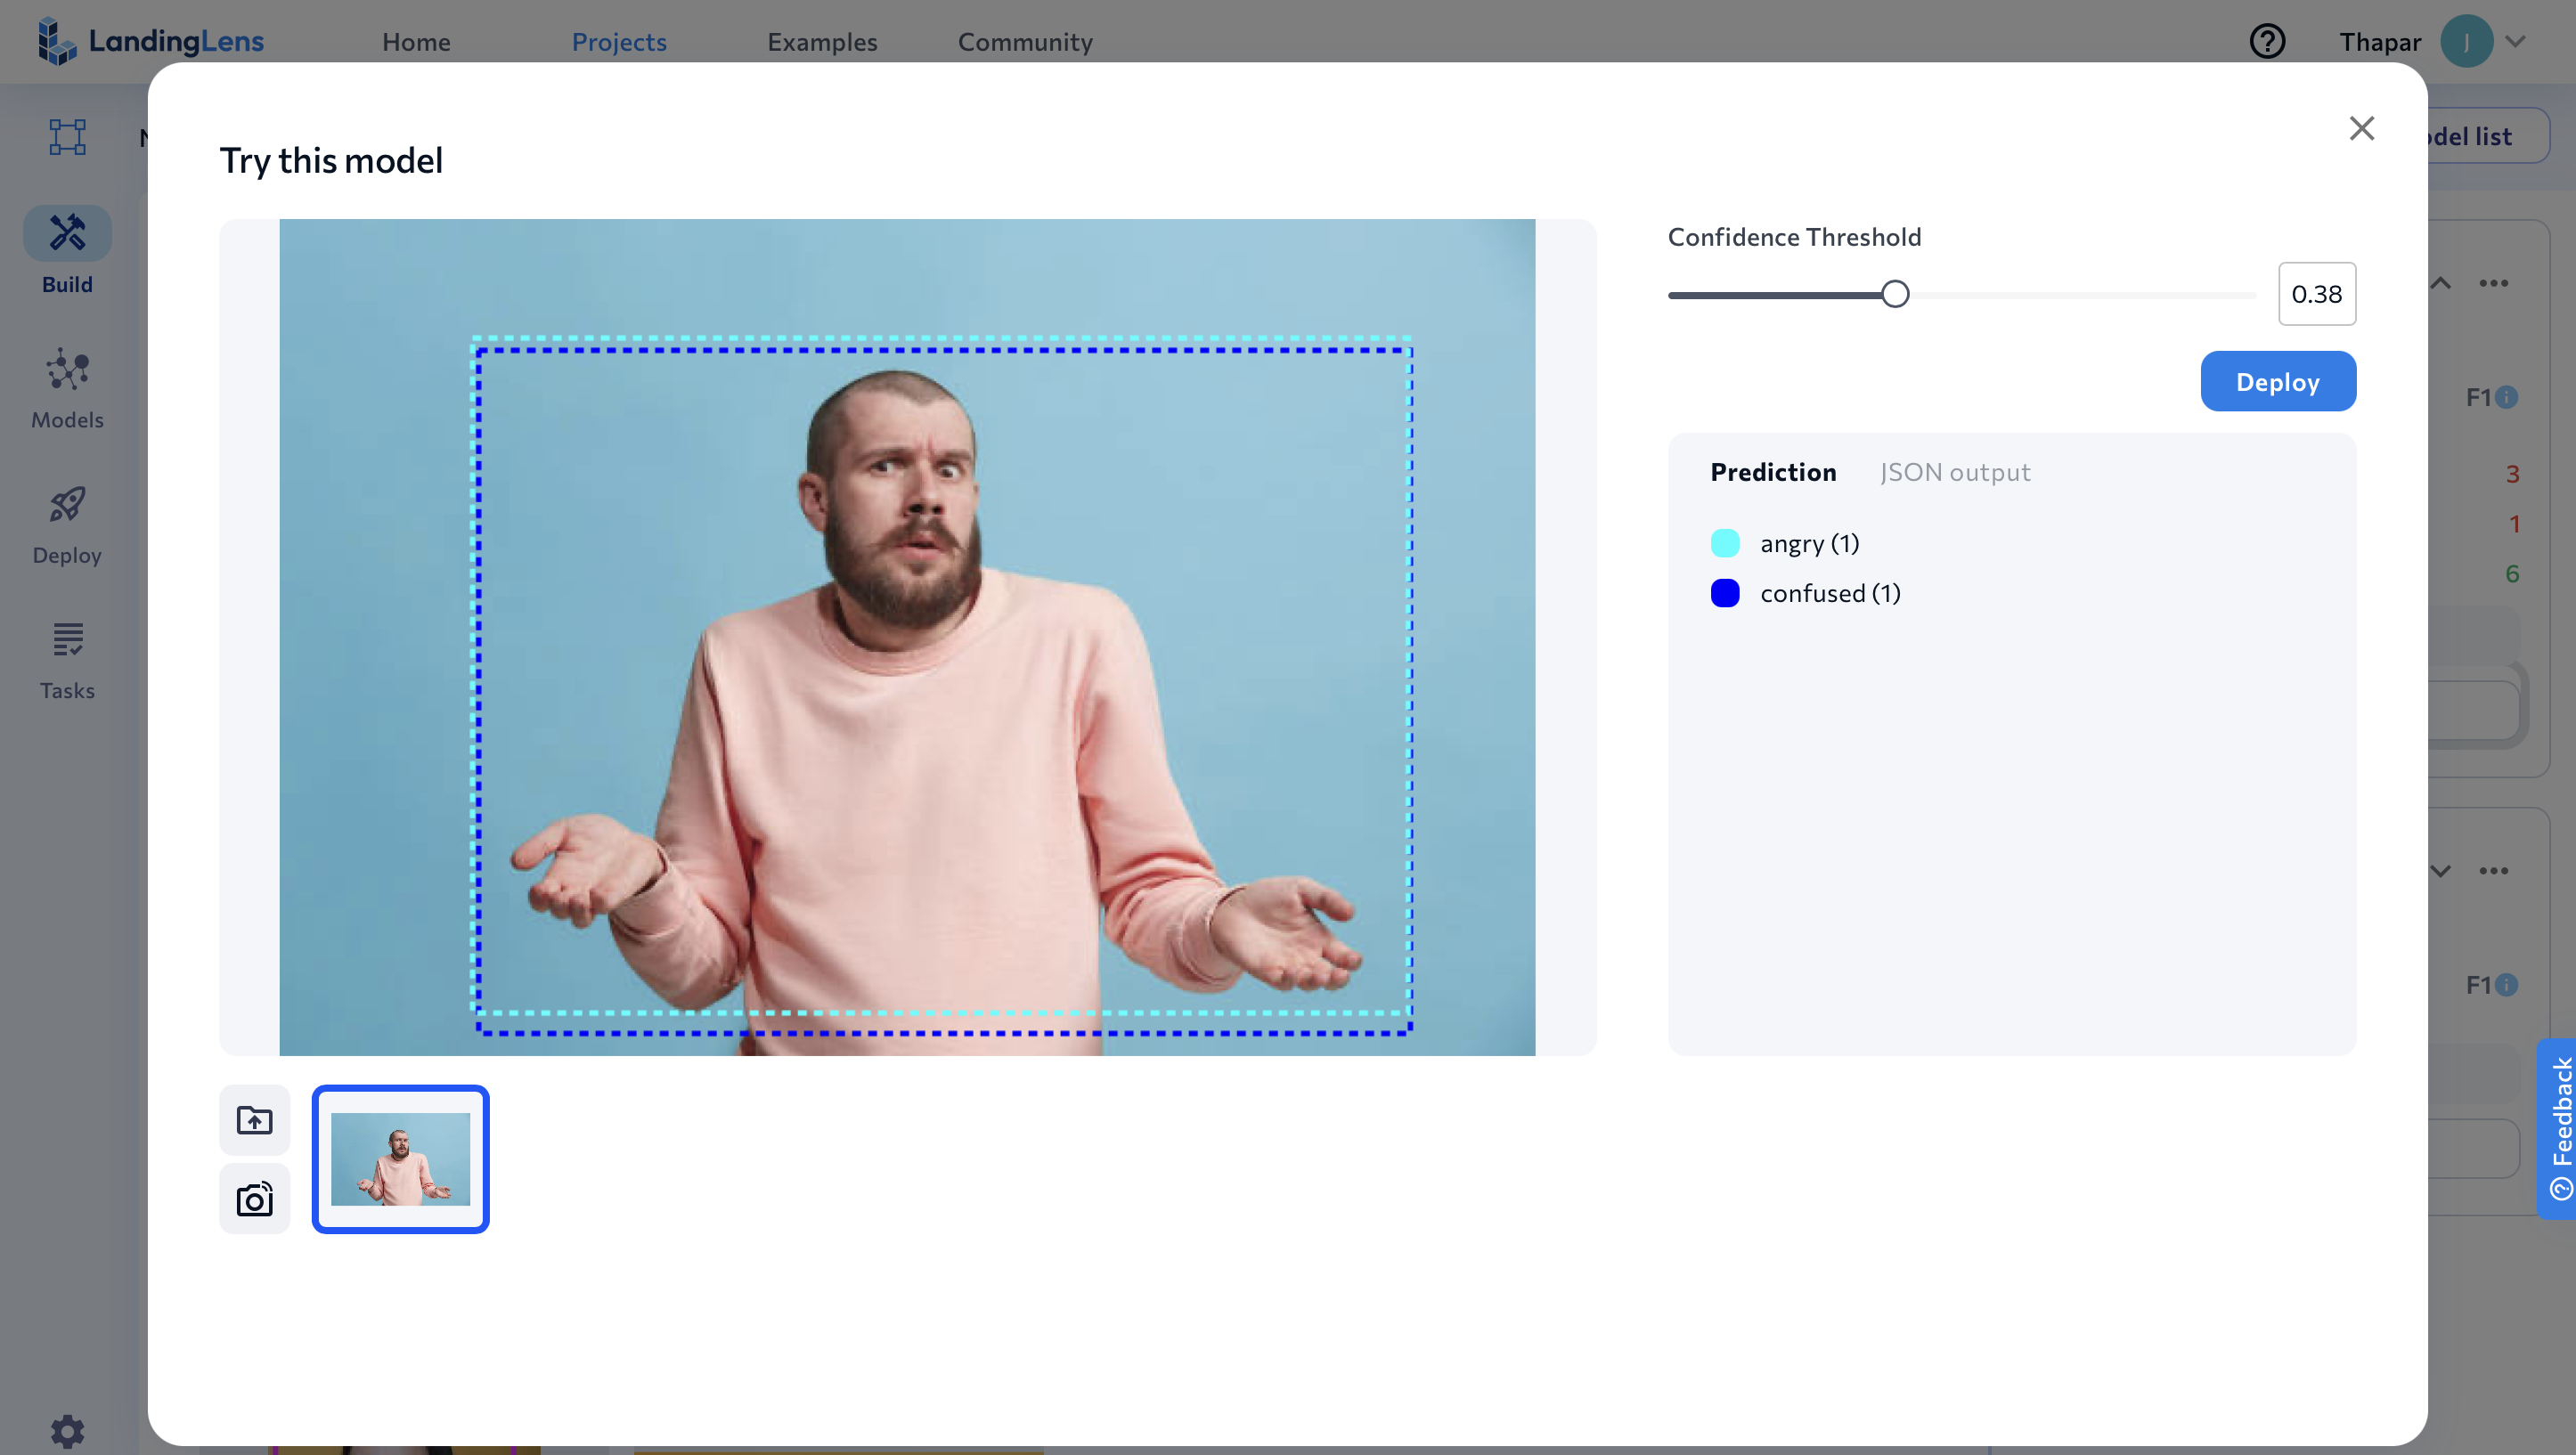 LandingLens
Home
Projects
Examples
Community
Thapar
J
Build
Models
Deploy
Tasks
Try this model
Confidence Threshold
0.38
Deploy
Prediction
JSON output
angry (1)
confused (1)
list
F1
3
1
6
F1
Feedback